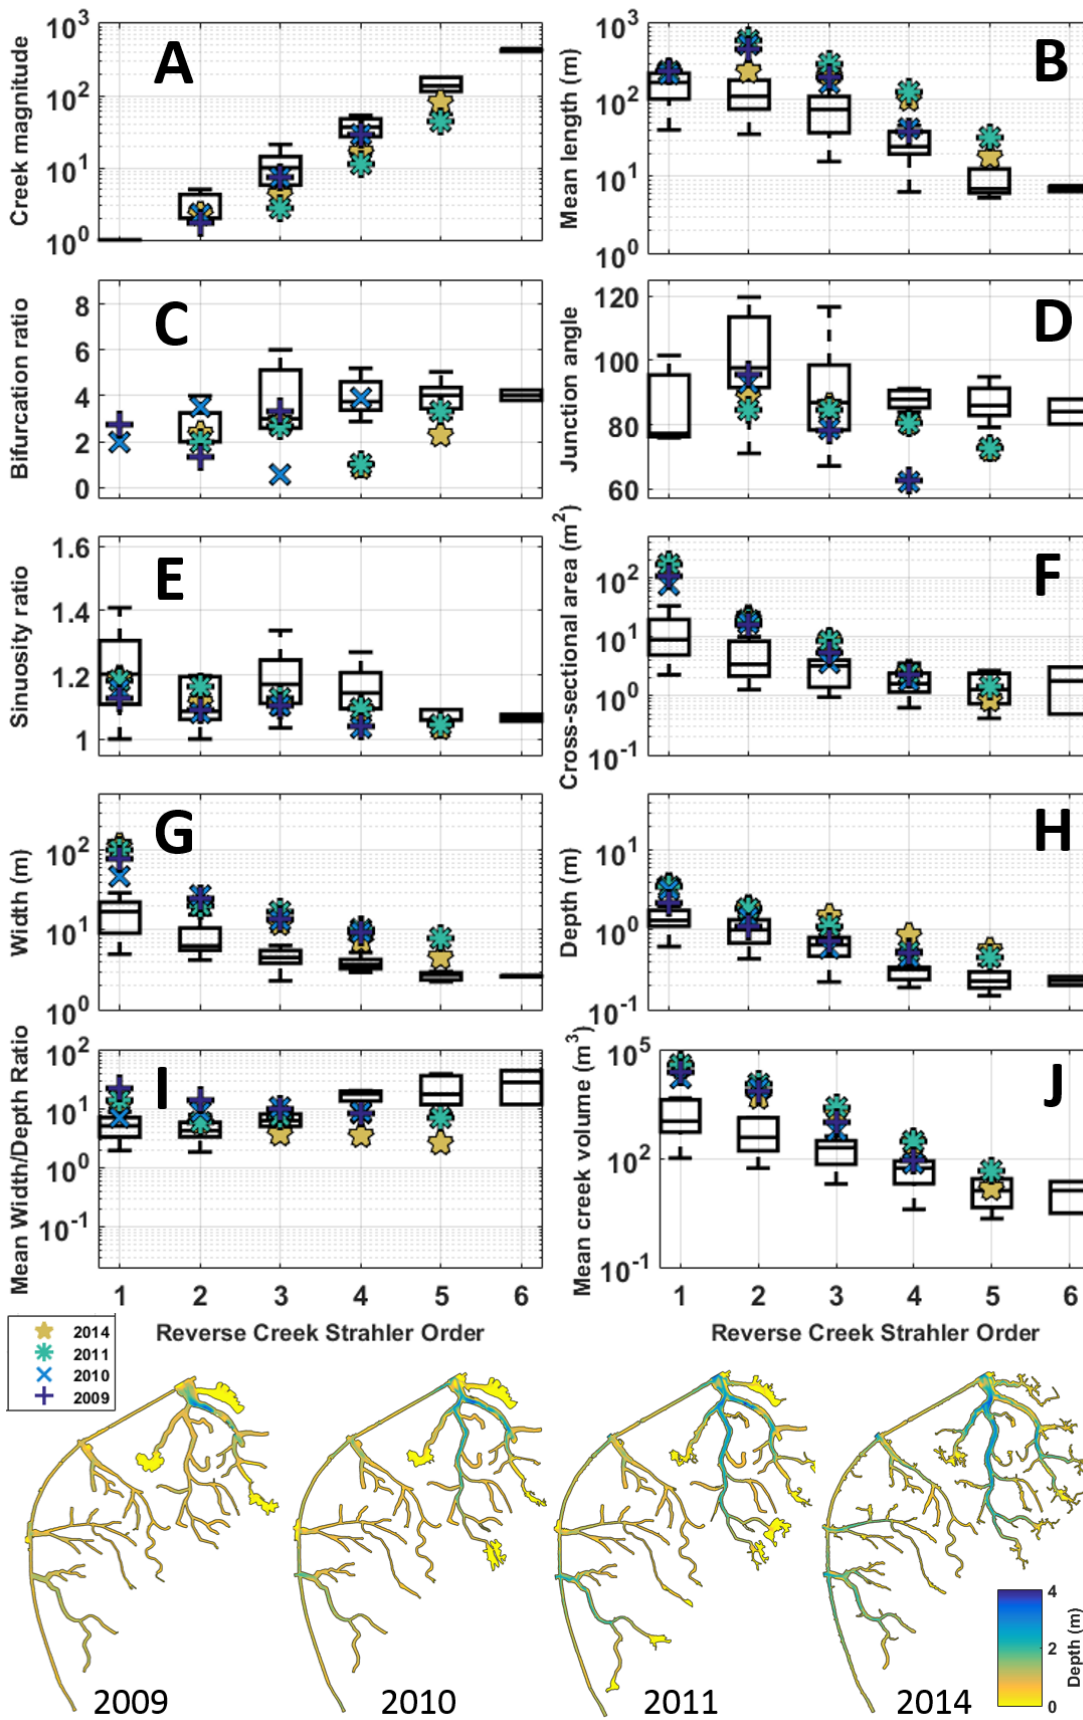 A
Creek magnitude
10³
10²
10¹
10⁰
B
Mean length (m)
10³
10²
10¹
10⁰
C
Bifurcation ratio
8
6
4
2
0
D
Junction angle
120
100
80
60
E
Sinuosity ratio
1.6
1.4
1.2
1
F
Cross-sectional area (m²)
10²
10¹
10⁰
10⁻¹
G
Width (m)
10²
10¹
10⁰
H
Depth (m)
10¹
10⁰
10⁻¹
I
Mean Width/Depth Ratio
10²
10¹
10⁰
10⁻¹
1 2 3 4 5 6
Reverse Creek Strahler Order
J
Mean creek volume (m³)
10⁵
10²
10⁻¹
1 2 3 4 5 6
Reverse Creek Strahler Order
2014
2011
2010
2009
2009
2010
2011
2014
4
2
0
Depth (m)